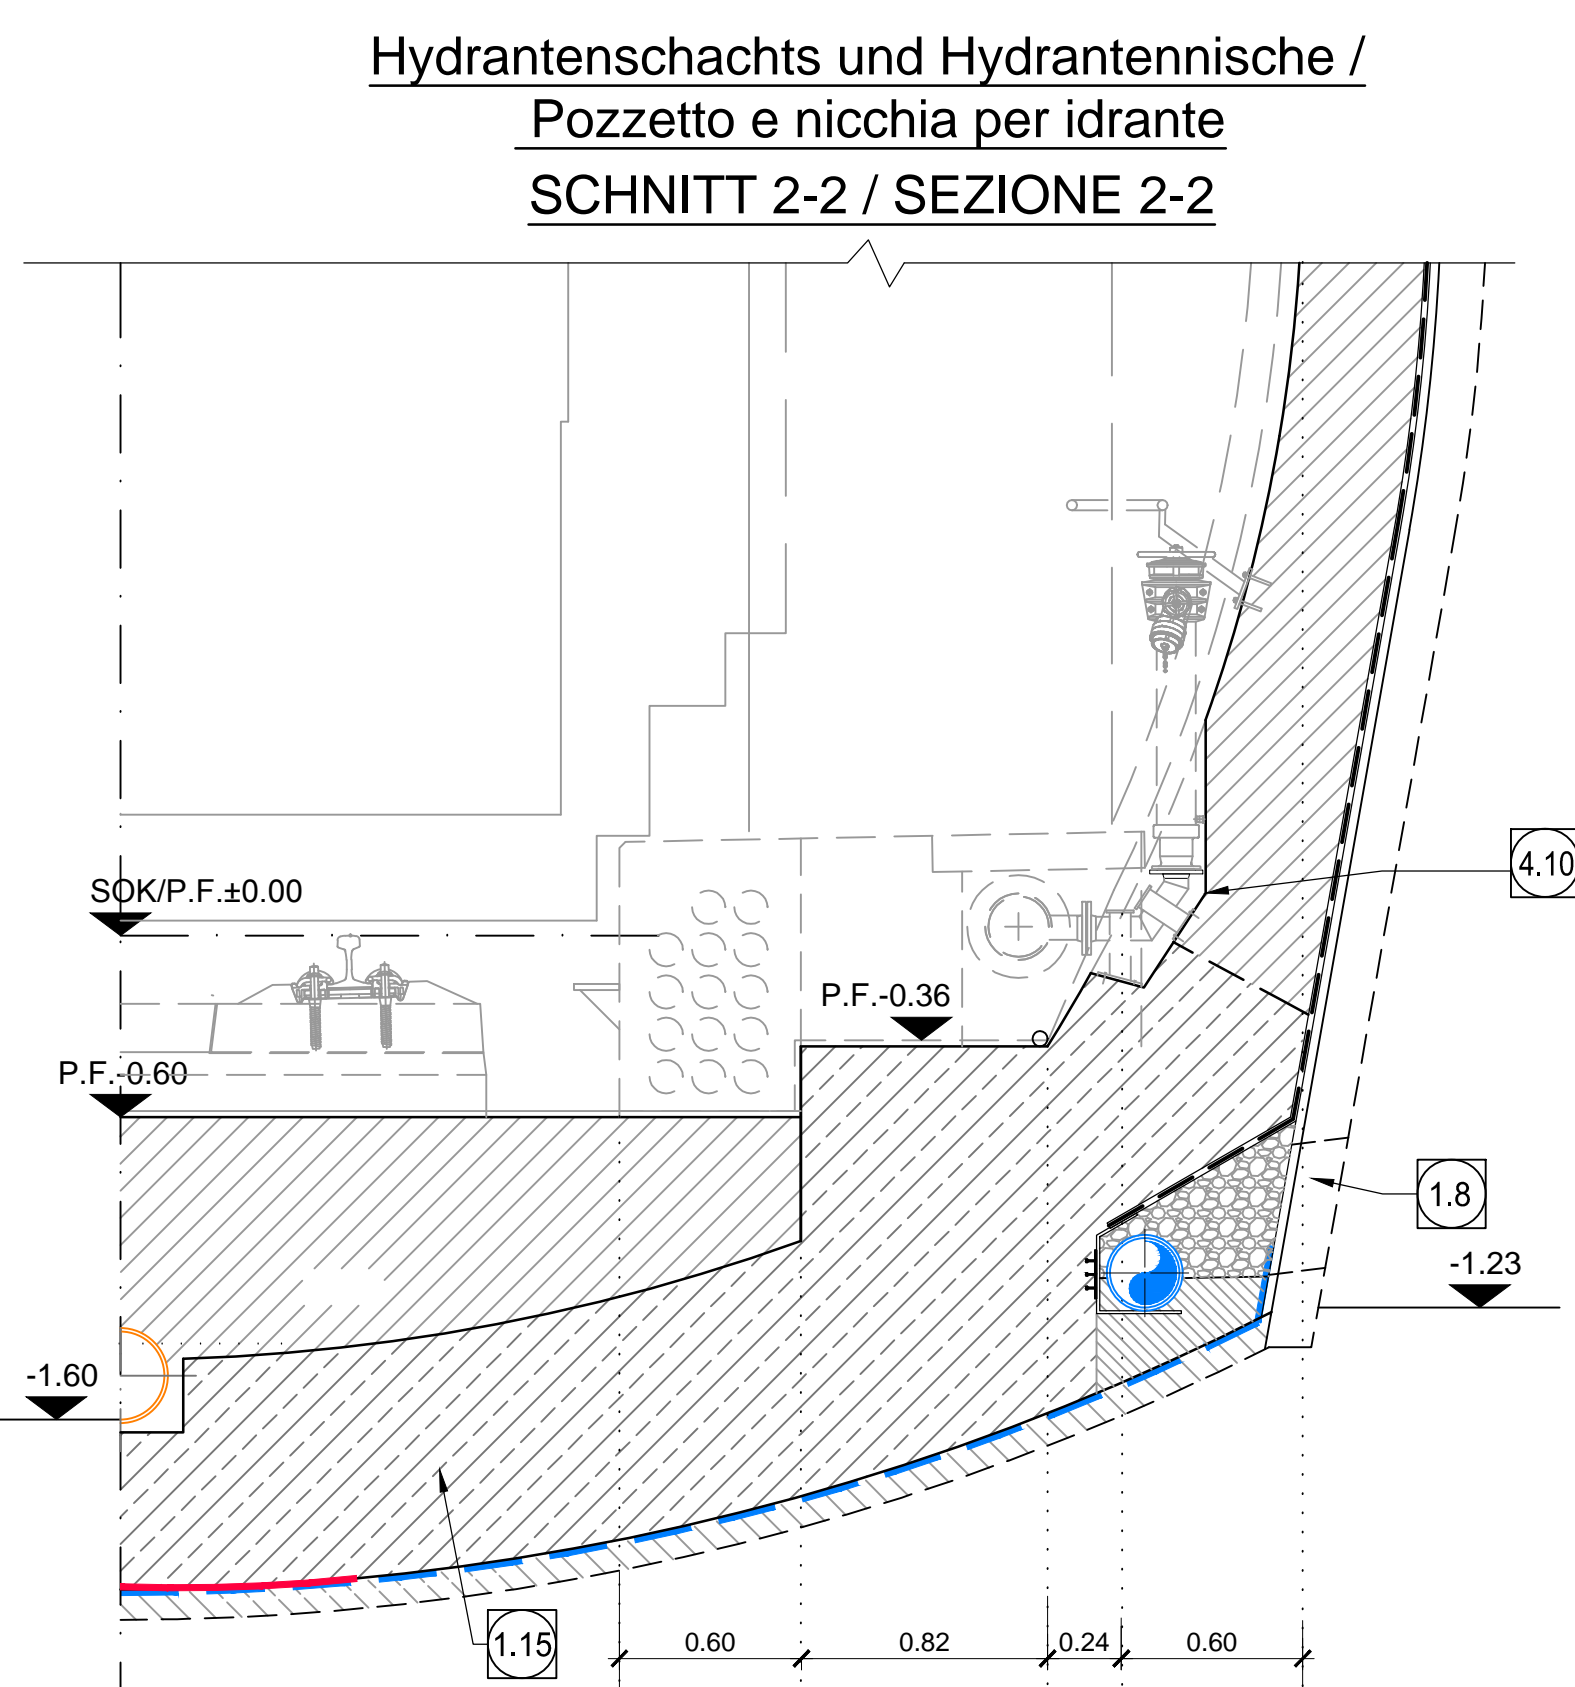 Hydrantenschachts und Hydrantennische /
Pozzetto e nicchia per idrante
SCHNITT 2-2 / SEZIONE 2-2
4.10
SOK/P.F.±0.00
P.F.-0.36
P.F.-0.60
1.8
-1.23
-1.60
1.15
0.60
0.82
0.24
0.60